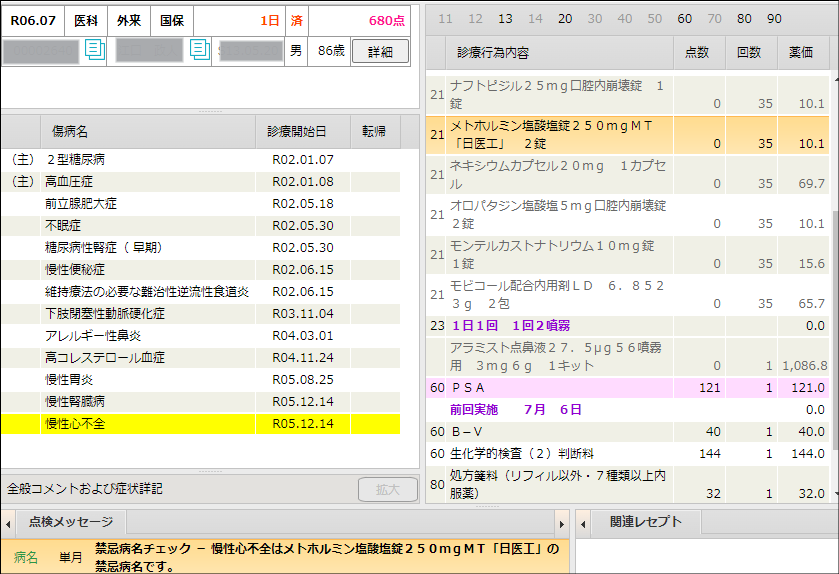 R06.07 医科 外来 国保 1日 済 680点
男 86歳 詳細
傷病名 診療開始日 転帰
（主） ２型糖尿病 R02.01.07
（主） 高血圧症 R02.01.08
前立腺肥大症 R02.05.18
不眠症 R02.05.30
糖尿病性腎症（ 早期） R02.05.30
慢性便秘症 R02.06.15
維持療法の必要な難治性逆流性食道炎 R02.06.15
下肢閉塞性動脈硬化症 R03.11.04
アレルギー性鼻炎 R04.03.01
高コレステロール血症 R04.11.24
慢性胃炎 R05.08.25
慢性腎臓病 R05.12.14
慢性心不全 R05.12.14
全般コメントおよび症状詳記 拡大
11 12 13 14 20 30 40 50 60 70 80 90
診療行為内容 点数 回数 薬価
21 ナフトピジル２５ｍｇ口腔内崩壊錠　１
錠 0 35 10.1
21 メトホルミン塩酸塩錠２５０ｍｇＭＴ
「日医工」　２錠 0 35 10.1
21 ネキシウムカプセル２０ｍｇ　１カプセ
ル 0 35 69.7
21 オロパタジン塩酸塩５ｍｇ口腔内崩壊錠
２錠 0 35 10.1
21 モンテルカストナトリウム１０ｍｇ錠
１錠 0 35 15.6
21 モビコール配合内用剤ＬＤ　６．８５２
３ｇ　２包 0 35 65.7
23 １日１回　１回２噴霧 0.0
アラミスト点鼻液２７．５μｇ５６噴霧
用　３ｍｇ６ｇ　１キット 0 1 1,086.8
60 ＰＳＡ 121 1 121.0
前回実施　　７月　６日 0.0
60 Ｂ－Ｖ 40 1 40.0
60 生化学的検査（２）判断料 144 1 144.0
80 処方箋料（リフィル以外・７種類以上内
服薬） 32 1 32.0
点検メッセージ 関連レセプト
病名 単月 禁忌病名チェック － 慢性心不全はメトホルミン塩酸塩錠２５０ｍｇＭＴ「日医工」の
禁忌病名です。